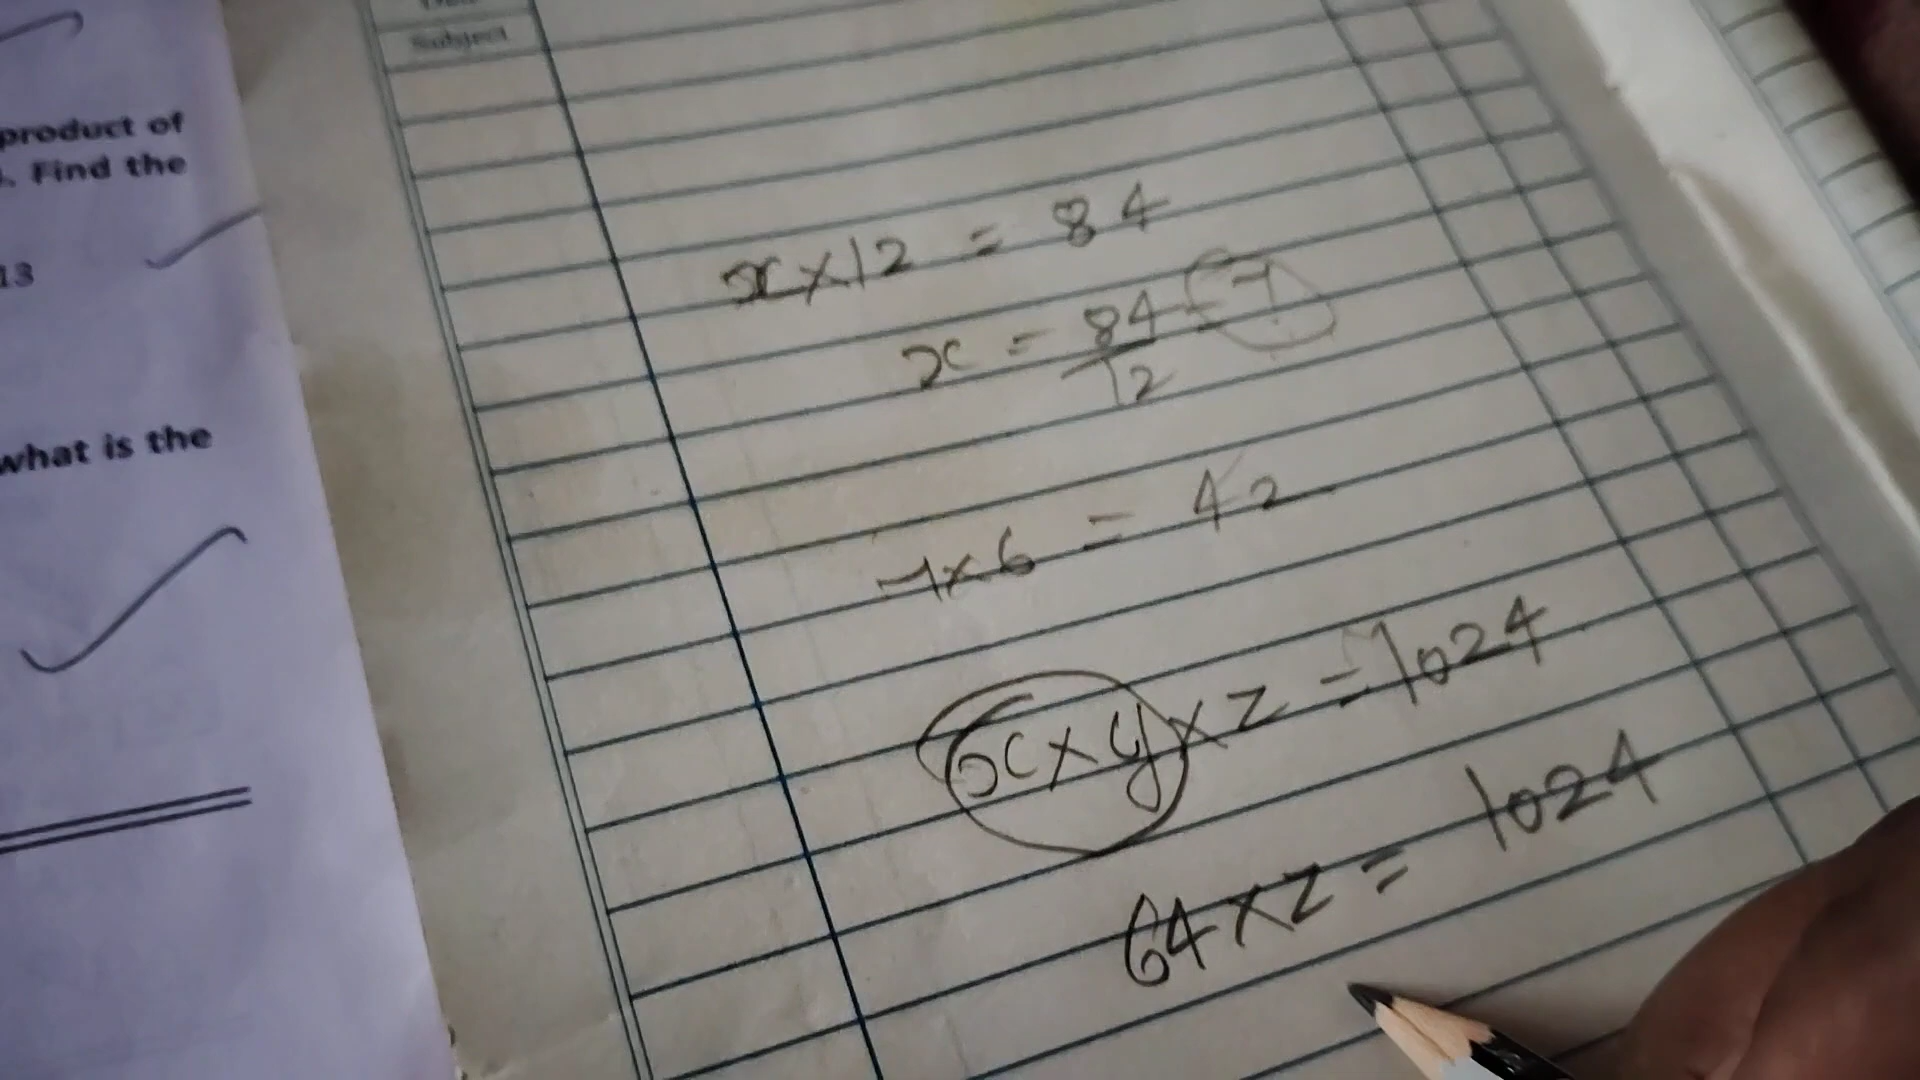 Subject
product of
. Find the
13
what is the
x × 12 = 84
x = 84/12 = 7
7 × 6 = 42
x × y × z = 1024
64 × z = 1024